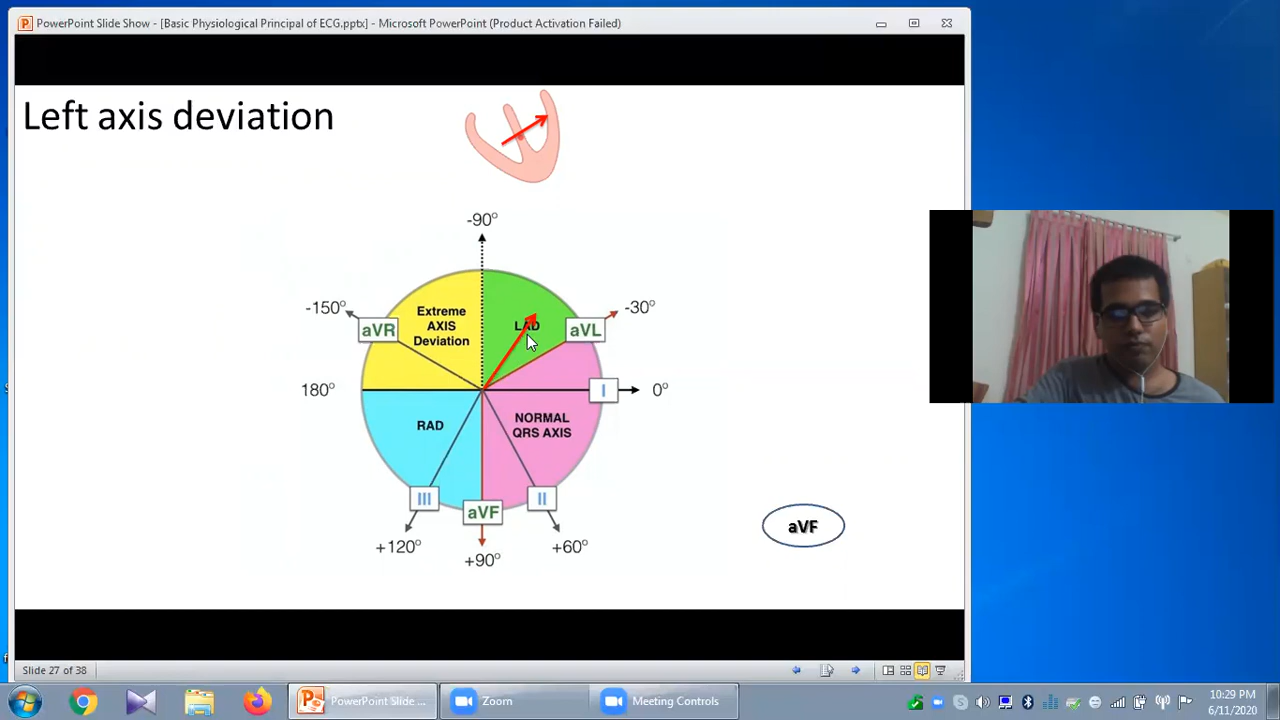 PowerPoint Slide Show - [Basic Physiological Principal of ECG.pptx] - Microsoft PowerPoint (Product Activation Failed)
Left axis deviation
-90°
-150°
-30°
aVR
Extreme
AXIS
Deviation
LAD
aVL
180°
I
0°
RAD
NORMAL
QRS AXIS
III
aVF
II
+120°
+90°
+60°
aVF
Slide 27 of 38
PowerPoint Slide ...
Zoom
Meeting Controls
10:29 PM
6/11/2020